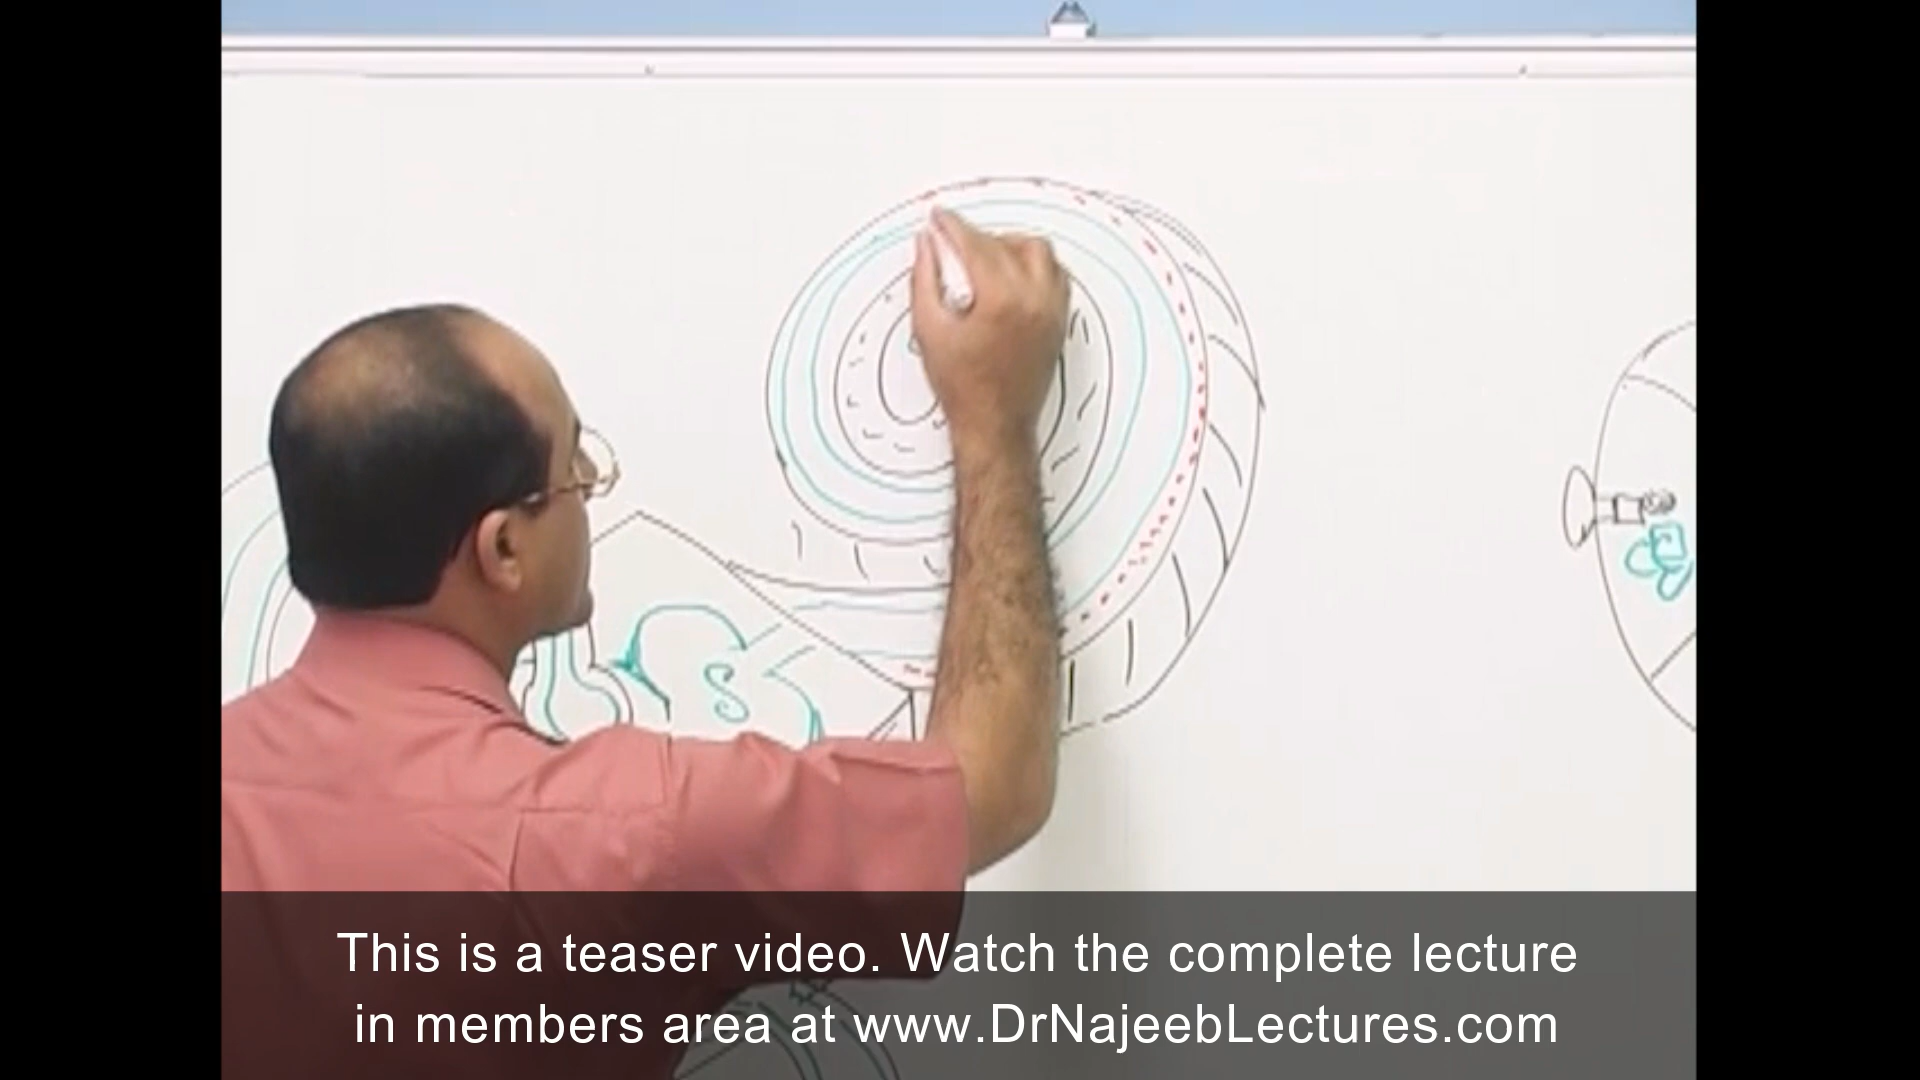 S
This is a teaser video. Watch the complete lecture
in members area at www.DrNajeebLectures.com